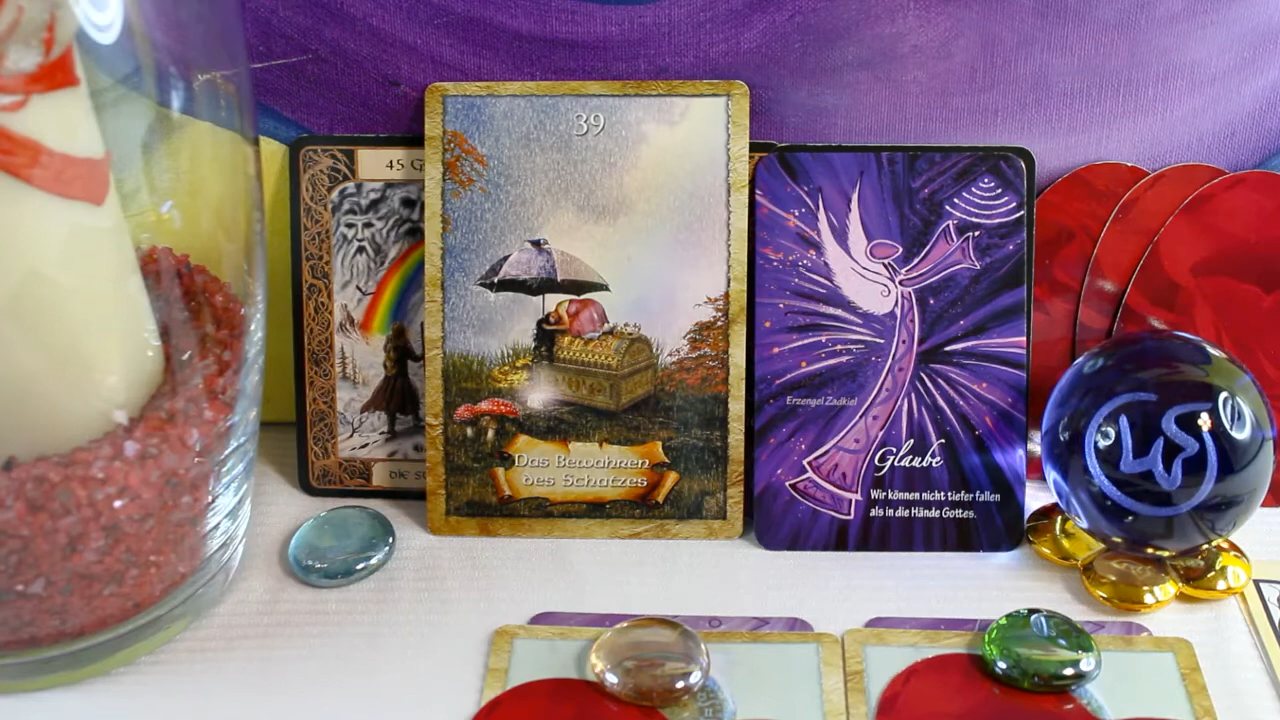 45 G
39
Das Bewahren
des Schatzes
Erzengel Zadkiel
Glaube
Wir können nicht tiefer fallen
als in die Hände Gottes.